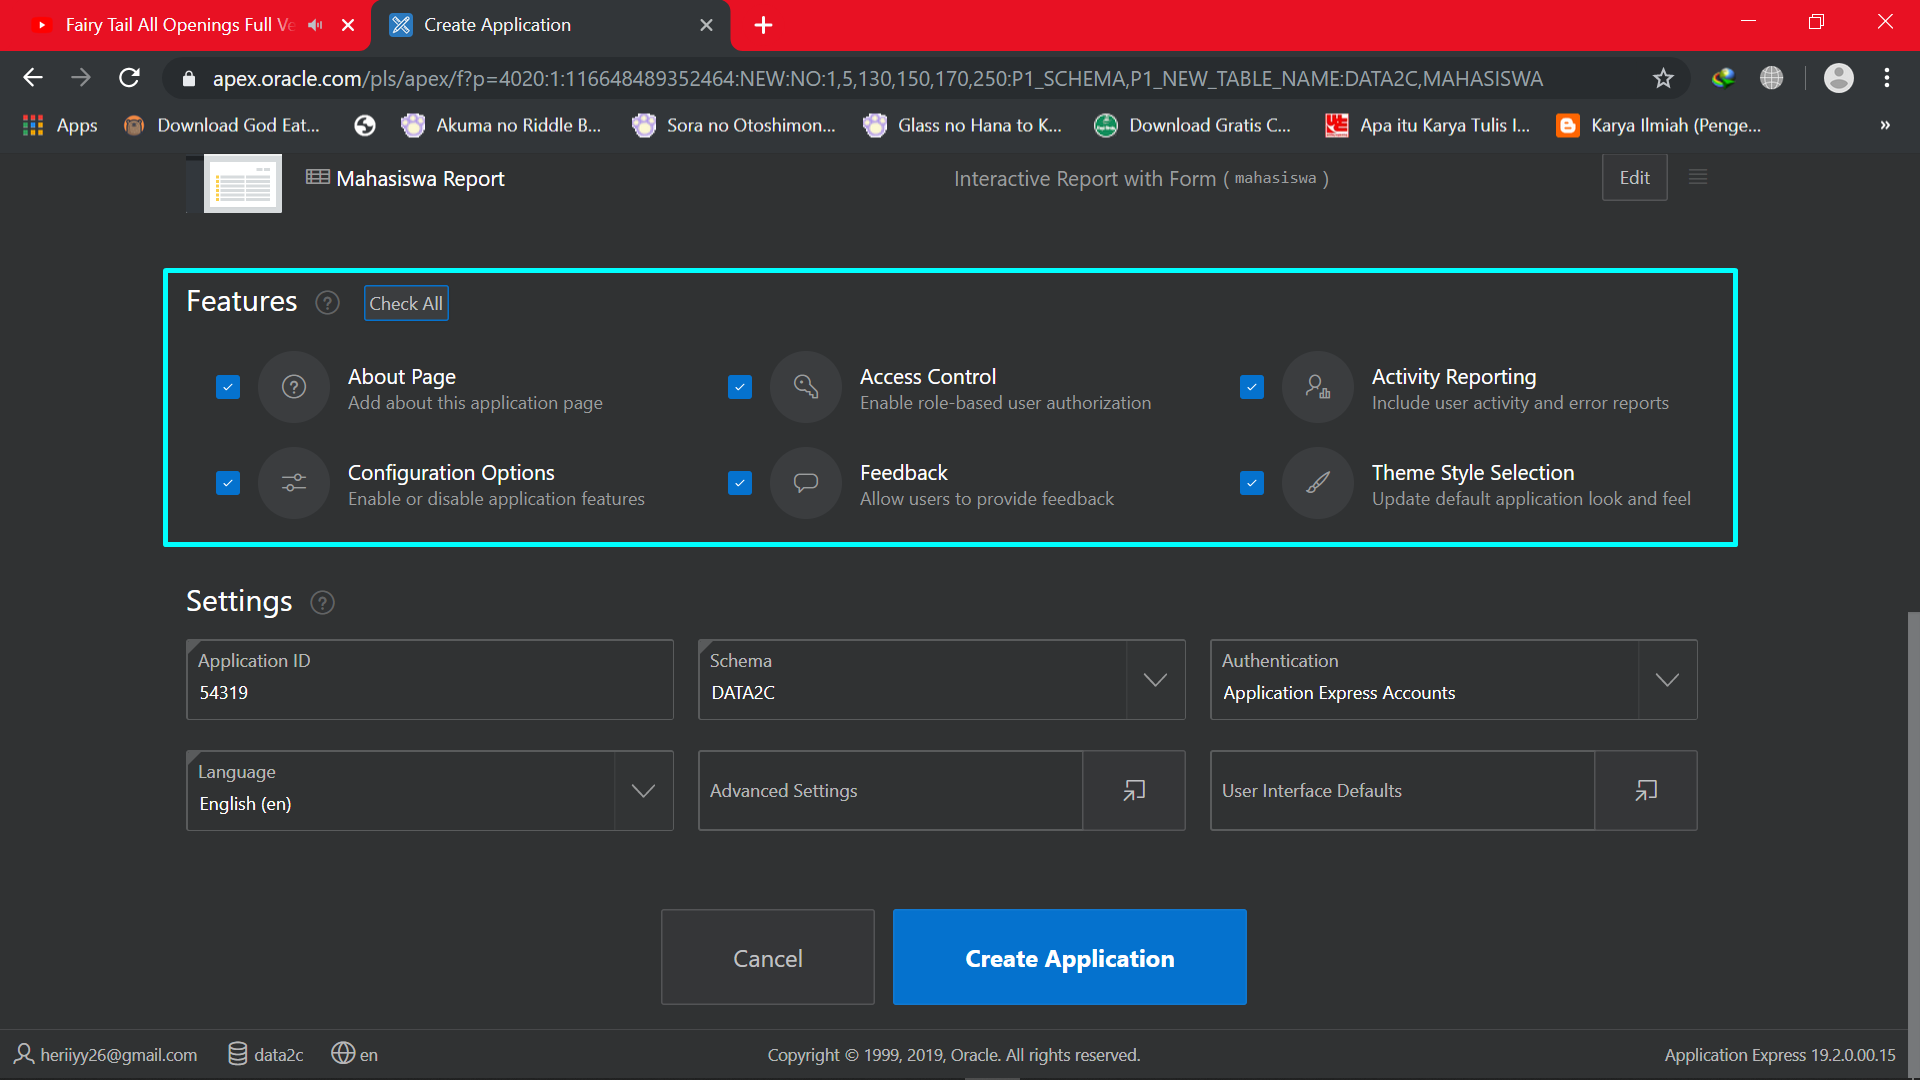 Fairy Tail All Openings Full Ve
Create Application
apex.oracle.com/pls/apex/f?p=4020:1:116648489352464:NEW:NO:1,5,130,150,170,250:P1_SCHEMA,P1_NEW_TABLE_NAME:DATA2C,MAHASISWA
Apps Download God Eat... Akuma no Riddle B... Sora no Otoshimon... Glass no Hana to K... Download Gratis C... Apa itu Karya Tulis I... Karya Ilmiah (Penge... »
Mahasiswa Report Interactive Report with Form ( mahasiswa ) Edit
Features ? Check All
About Page
Add about this application page
Access Control
Enable role-based user authorization
Activity Reporting
Include user activity and error reports
Configuration Options
Enable or disable application features
Feedback
Allow users to provide feedback
Theme Style Selection
Update default application look and feel
Settings ?
Application ID
54319
Schema
DATA2C
Authentication
Application Express Accounts
Language
English (en)
Advanced Settings
User Interface Defaults
Cancel
Create Application
heriiyy26@gmail.com data2c en Copyright © 1999, 2019, Oracle. All rights reserved. Application Express 19.2.0.00.15